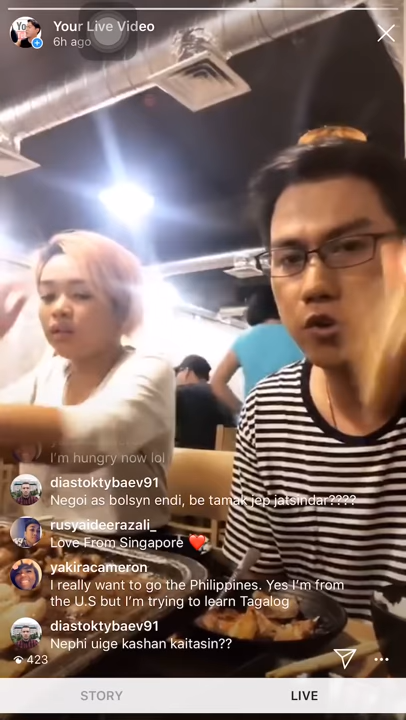 Your Live Video
6h ago
I'm hungry now lol
diastoktybaev91
Negoi as bolsyn endi, be tamak jep jatsindar????
rusyaideerazali_
Love From Singapore ❤️
yakiracameron
I really want to go the Philippines. Yes I'm from
the U.S but I'm trying to learn Tagalog
diastoktybaev91
Nephi uige kashan kaitasin??
423
STORY
LIVE